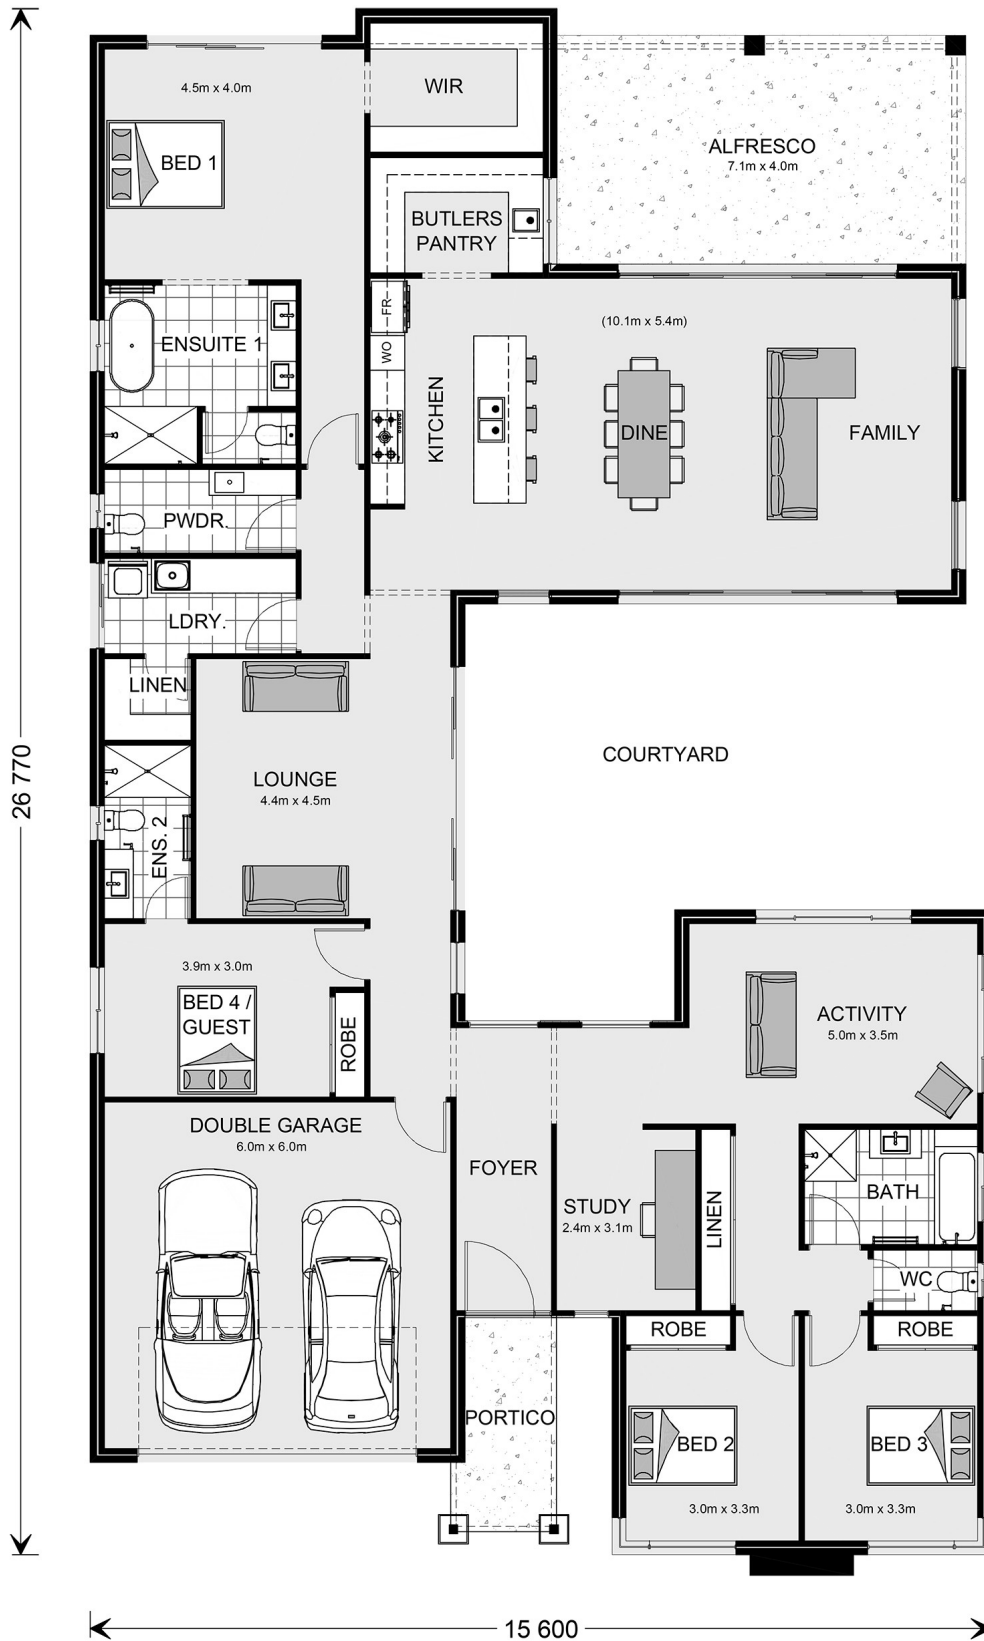 4.5m x 4.0m
BED 1
WIR
ALFRESCO
7.1m x 4.0m
BUTLERS
PANTRY
ENSUITE 1
FR
WO
KITCHEN
(10.1m x 5.4m)
DINE
FAMILY
PWDR.
LDRY.
LINEN
LOUNGE
4.4m x 4.5m
COURTYARD
ENS. 2
26 770
3.9m x 3.0m
BED 4 /
GUEST
ROBE
ACTIVITY
5.0m x 3.5m
DOUBLE GARAGE
6.0m x 6.0m
FOYER
STUDY
2.4m x 3.1m
LINEN
BATH
WC
ROBE
ROBE
PORTICO
BED 2
3.0m x 3.3m
BED 3
3.0m x 3.3m
15 600